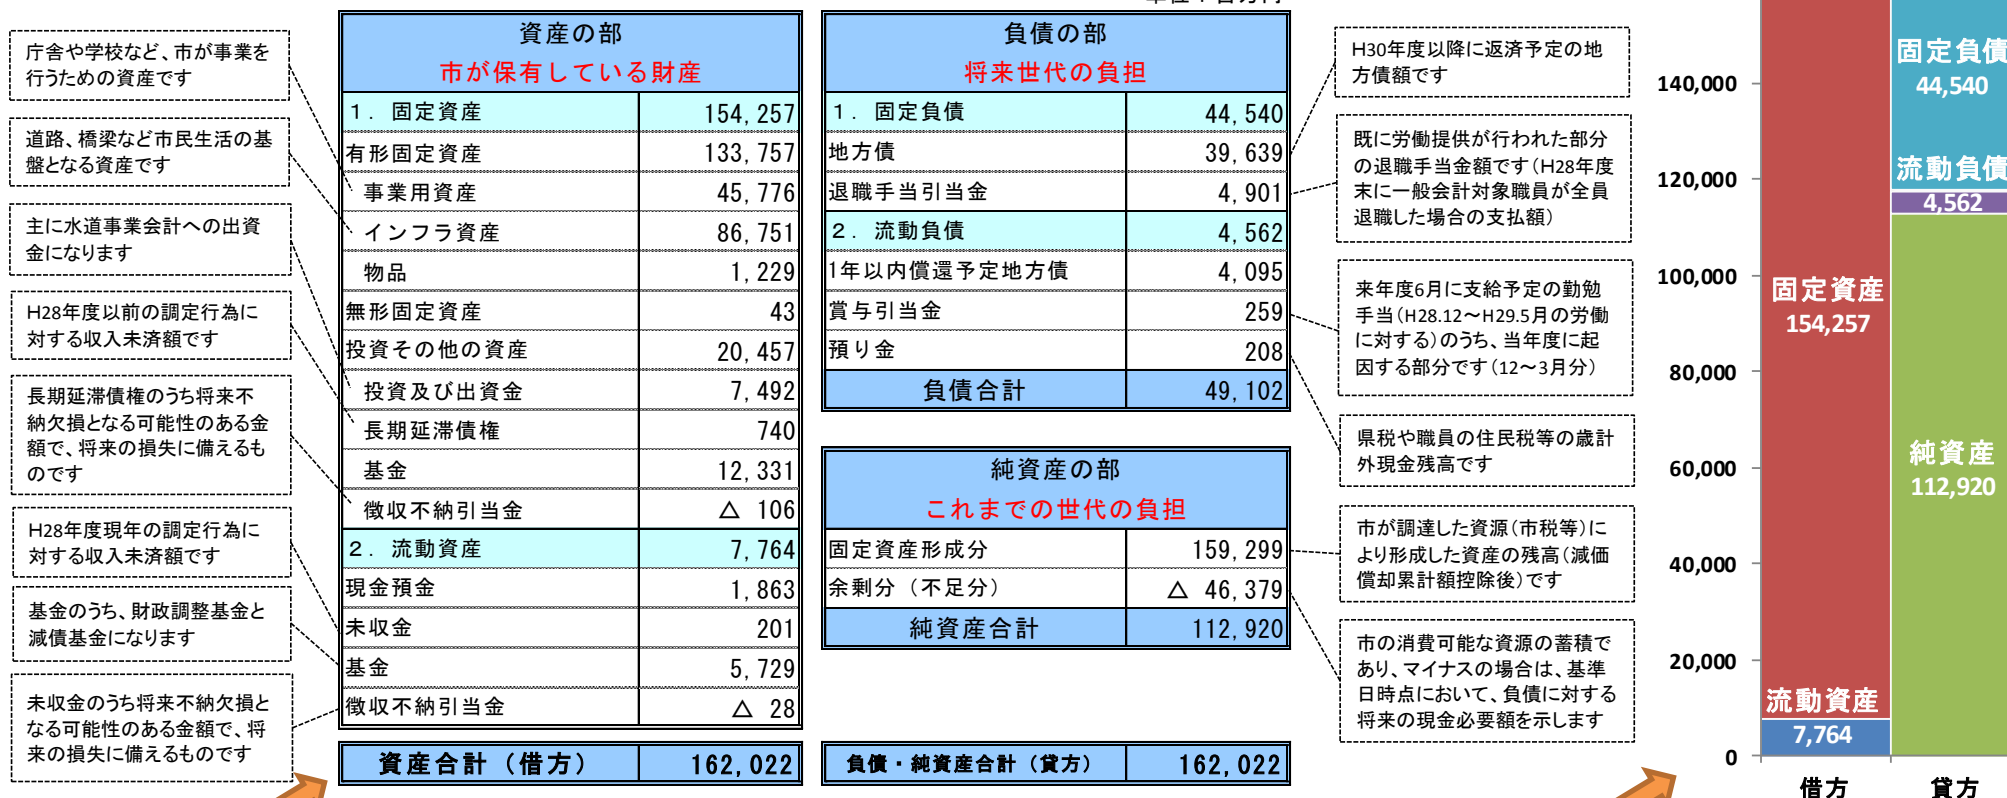 庁舎や学校など、市が事業を
行うための資産です
道路、橋梁など市民生活の基
盤となる資産です
主に水道事業会計への出資
金になります
H28年度以前の調定行為に
対する収入未済額です
長期延滞債権のうち将来不
納欠損となる可能性のある金
額で、将来の損失に備えるも
のです
H28年度現年の調定行為に
対する収入未済額です
基金のうち、財政調整基金と
減債基金になります
未収金のうち将来不納欠損と
なる可能性のある金額で、将
来の損失に備えるものです
資産の部
市が保有している財産
1. 固定資産 154,257
有形固定資産 133,757
事業用資産 45,776
インフラ資産 86,751
物品 1,229
無形固定資産 43
投資その他の資産 20,457
投資及び出資金 7,492
長期延滞債権 740
基金 12,331
徴収不納引当金 △ 106
2. 流動資産 7,764
現金預金 1,863
未収金 201
基金 5,729
徴収不納引当金 △ 28
資産合計（借方） 162,022
負債の部
将来世代の負担
1. 固定負債 44,540
地方債 39,639
退職手当引当金 4,901
2. 流動負債 4,562
1年以内償還予定地方債 4,095
賞与引当金 259
預り金 208
負債合計 49,102
純資産の部
これまでの世代の負担
固定資産形成分 159,299
余剰分（不足分） △ 46,379
純資産合計 112,920
負債・純資産合計（貸方） 162,022
H30年度以降に返済予定の地
方債額です
既に労働提供が行われた部分
の退職手当金額です（H28年度
末に一般会計対象職員が全員
退職した場合の支払額）
来年度6月に支給予定の勤勉
手当（H28.12～H29.5月の労働
に対する）のうち、当年度に起
因する部分です（12～3月分）
県税や職員の住民税等の歳計
外現金残高です
市が調達した資源（市税等）に
より形成した資産の残高（減価
償却累計額控除後）です
市の消費可能な資源の蓄積で
あり、マイナスの場合は、基準
日時点において、負債に対する
将来の現金必要額を示します
140,000
120,000
100,000
80,000
60,000
40,000
20,000
0
固定資産
154,257
流動資産
7,764
借方
固定負債
44,540
流動負債
4,562
純資産
112,920
貸方